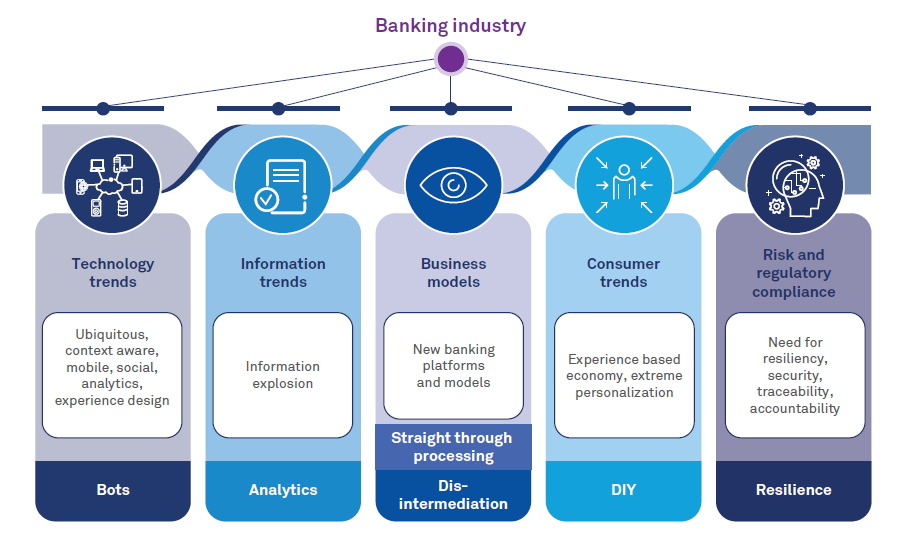 Banking industry
Technology
trends
Ubiquitous,
context aware,
mobile, social,
analytics,
experience design
Bots
Information
trends
Information
explosion
Analytics
Business
models
New banking
platforms
and models
Straight through
processing
Dis-
intermediation
Consumer
trends
Experience based
economy, extreme
personalization
DIY
Risk and
regulatory
compliance
Need for
resiliency,
security,
traceability,
accountability
Resilience